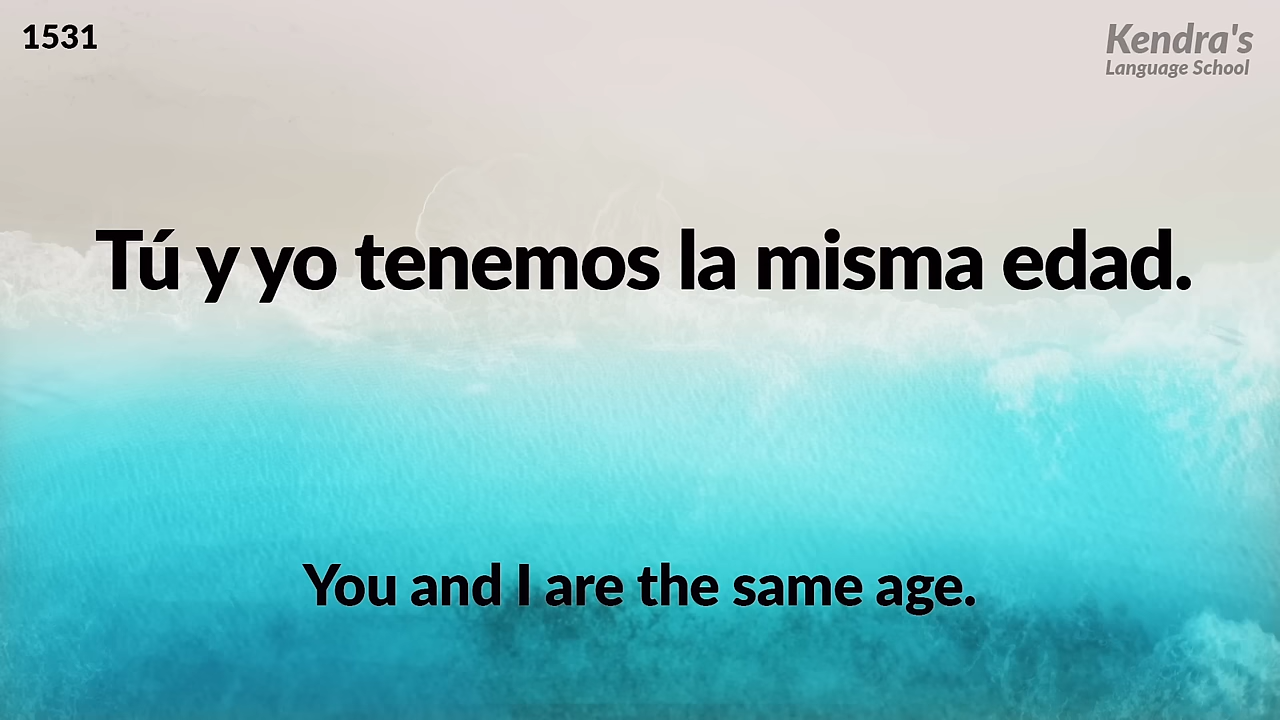 1531
Kendra's
Language School
Tú y yo tenemos la misma edad.
You and I are the same age.